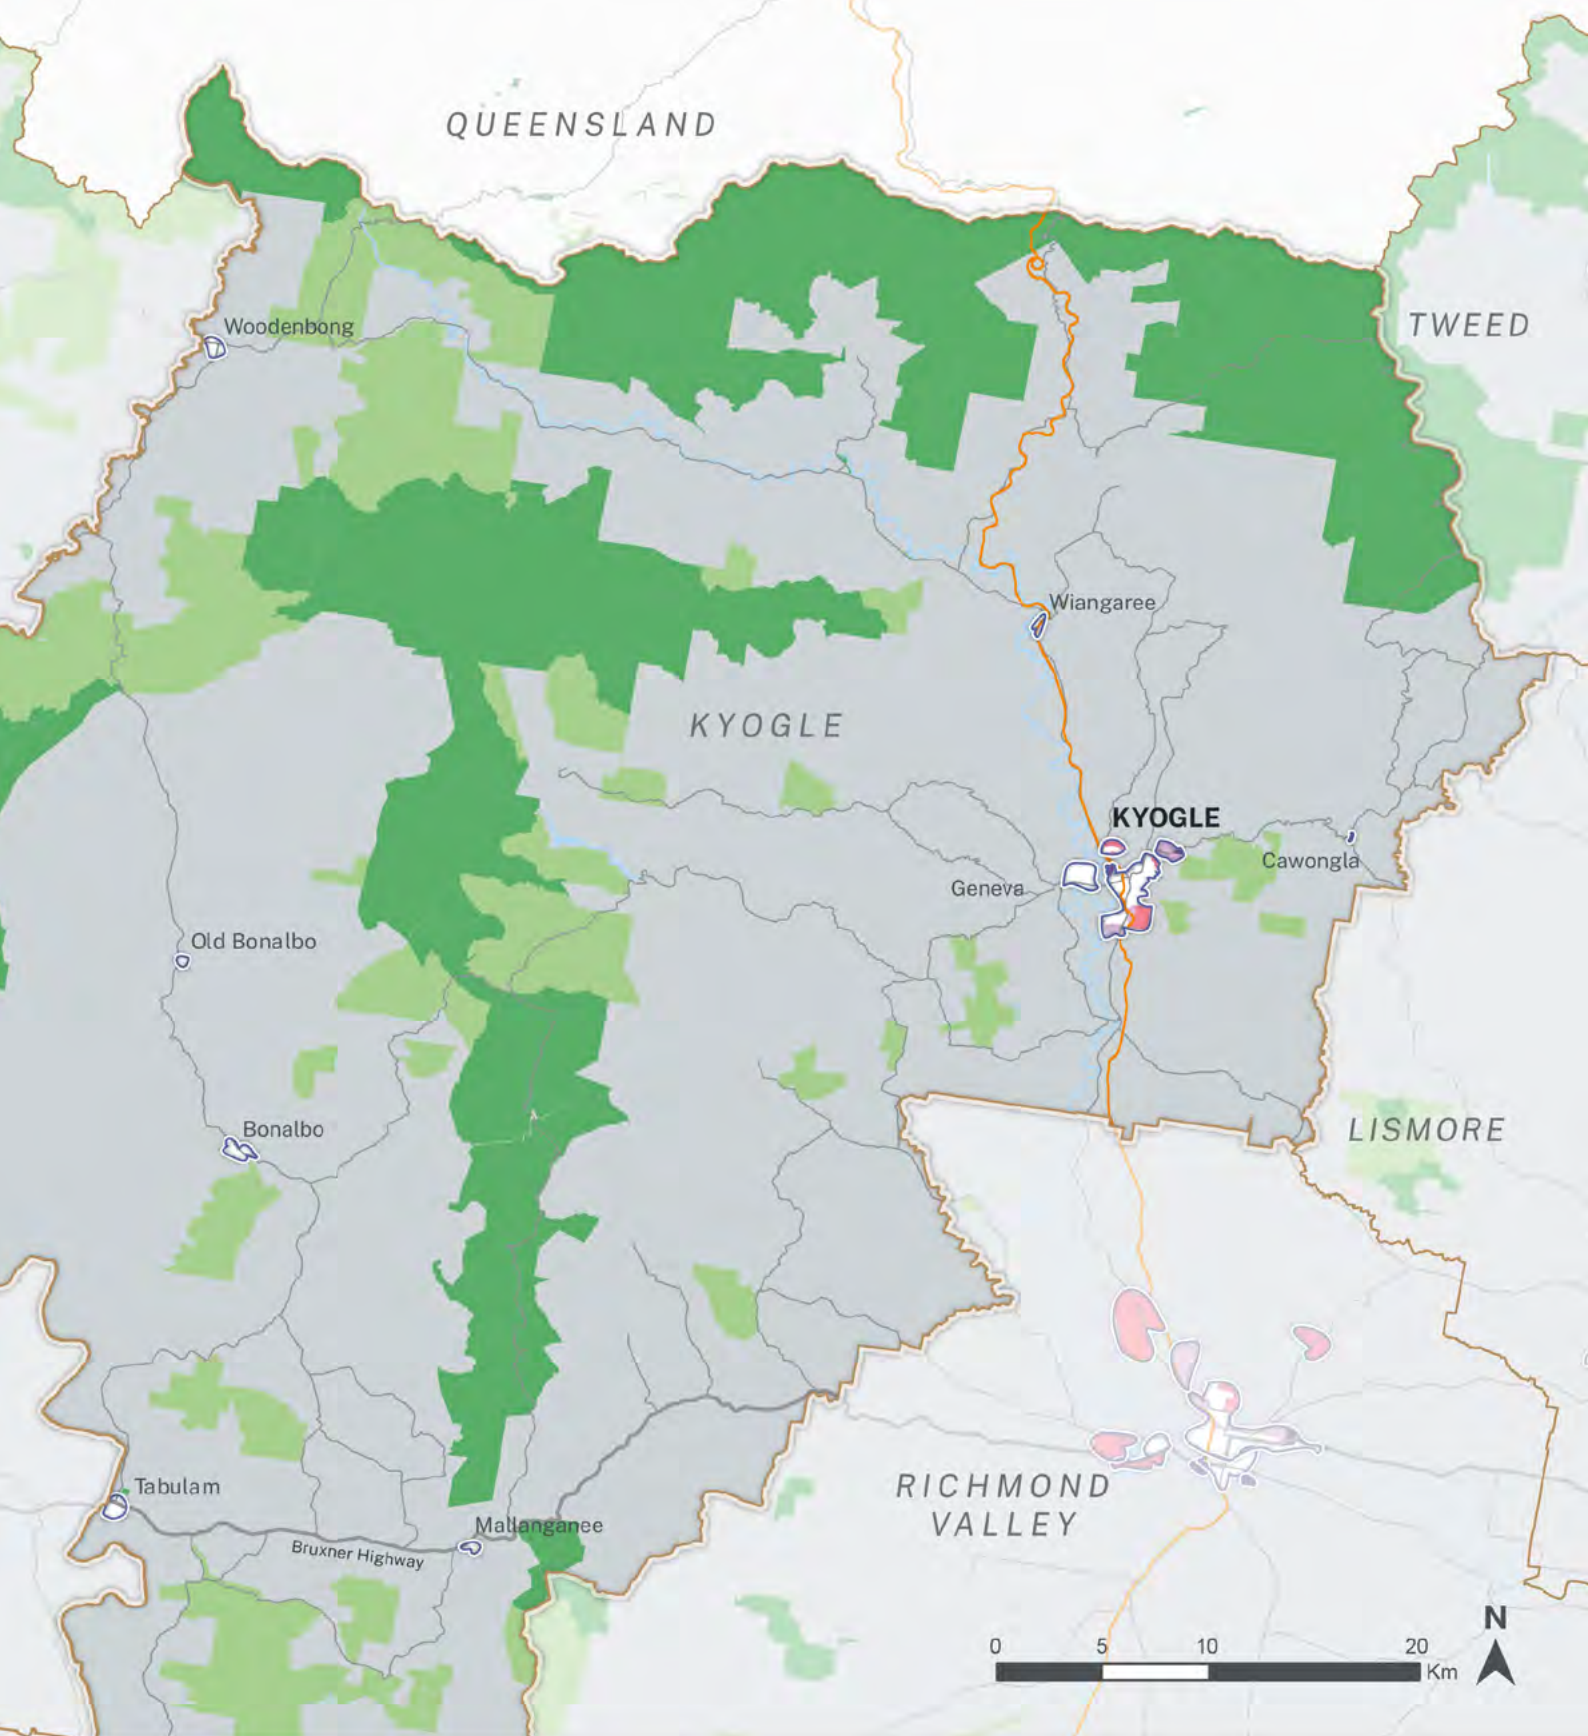 QUEENSLAND
TWEED
Woodenbong
Wiangaree
KYOGLE
KYOGLE
Cawongla
Geneva
Old Bonalbo
Bonalbo
LISMORE
Tabulam
RICHMOND
VALLEY
Mallanganee
Bruxner Highway
N
0 5 10 20
Km